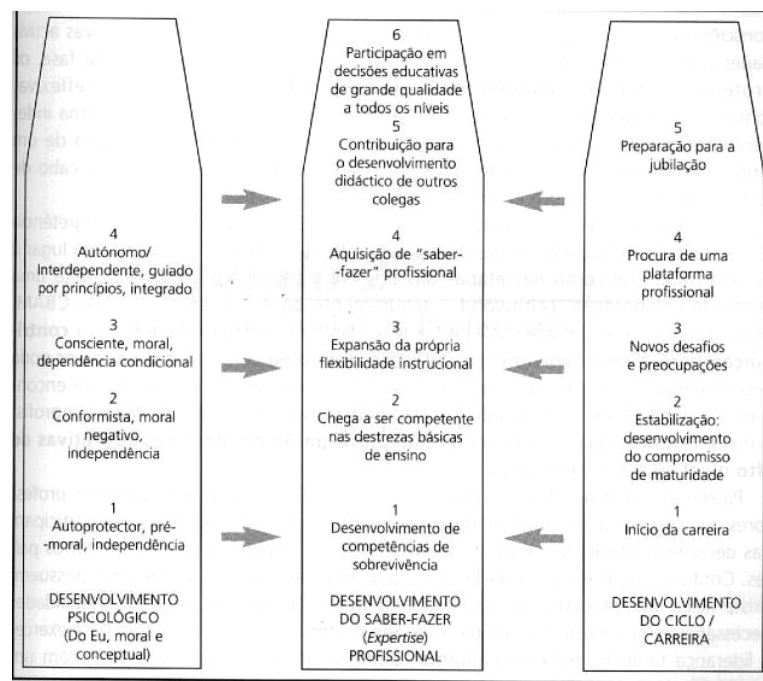 4
Autónomo/
Interdependente, guiado
por princípios, integrado
3
Consciente, moral,
dependência condicional
2
Conformista, moral
negativo,
independência
1
Autoprotector, pré-
-moral, independência
DESENVOLVIMENTO
PSICOLÓGICO
(Do Eu, moral e
conceptual)
6
Participação em
decisões educativas
de grande qualidade
a todos os níveis
5
Contribuição para
o desenvolvimento
didáctico de outros
colegas
4
Aquisição de "saber-
-fazer" profissional
3
Expansão da própria
flexibilidade instrucional
2
Chega a ser competente
nas destrezas básicas
de ensino
1
Desenvolvimento de
competências de
sobrevivência
DESENVOLVIMENTO
DO SABER-FAZER
(Expertise)
PROFISSIONAL
5
Preparação para a
jubilação
4
Procura de uma
plataforma
profissional
3
Novos desafios
e preocupações
2
Estabilização:
desenvolvimento
do compromisso
de maturidade
1
Início da carreira
DESENVOLVIMENTO
DO CICLO /
CARREIRA